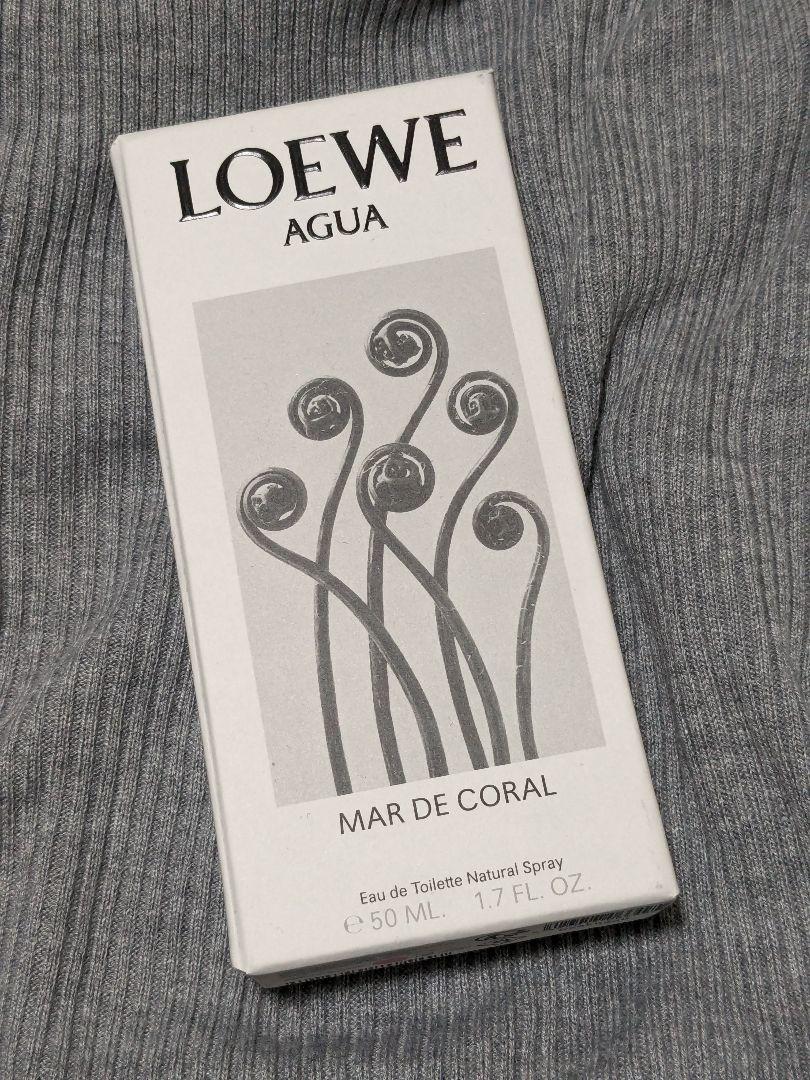 LOEWE
AGUA
MAR DE CORAL
Eau de Toilette Natural Spray
℮ 50 ML. 1.7 FL. OZ.